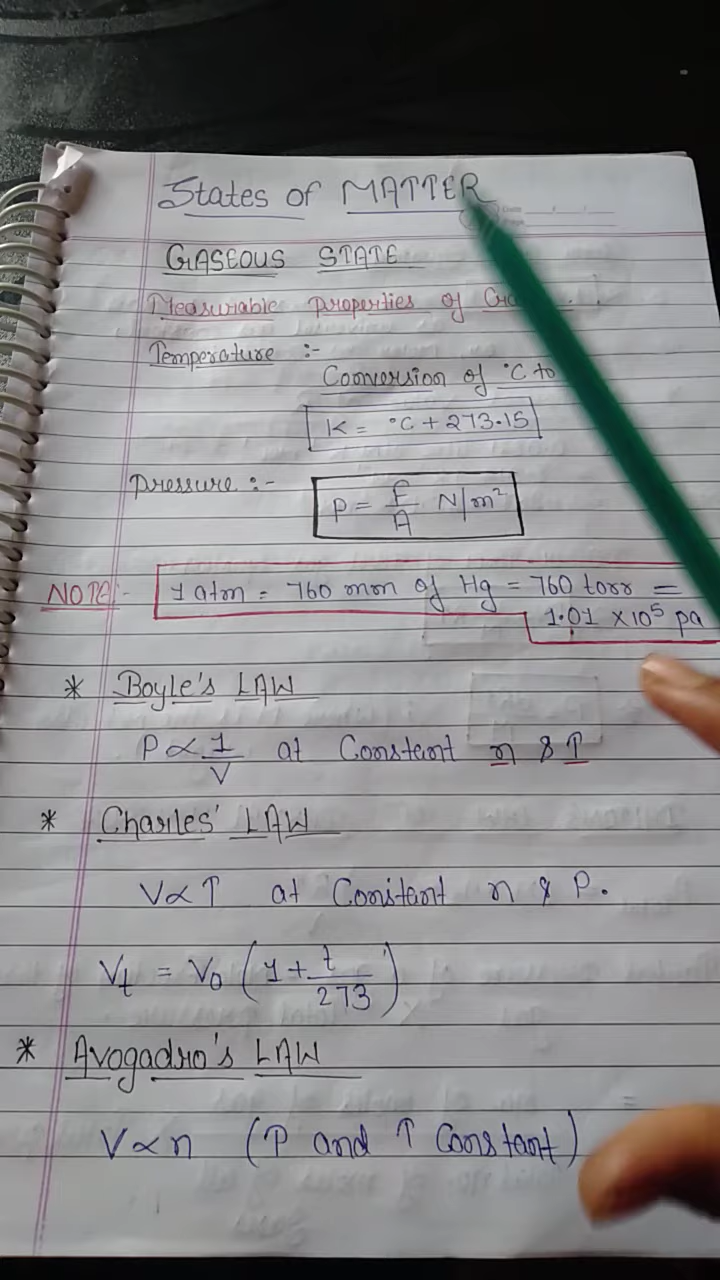 States of MATTER
GASEOUS STATE
Measurable Properties of
Temperature :-
Conversion of °C to
K = °C + 273.15
Pressure :-
P = F/A N/m²
NOTE:- 1 atm = 760 mm of Hg = 760 torr =
1.01 × 10⁵ pa
* Boyle's LAW
P ∝ 1/V at Constant n & T
* Charles' LAW
V ∝ T at Constant n & P.
Vt = V0 (1 + t/273)
* Avogadro's LAW
V ∝ n (P and T Constant)